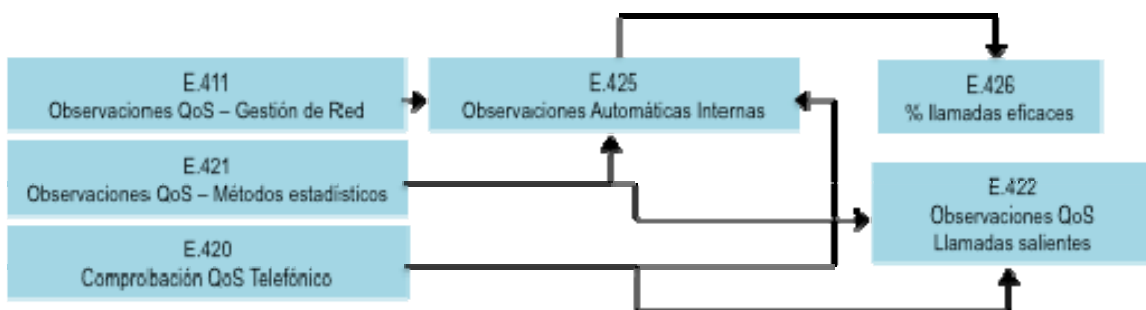 E.411
Observaciones QoS – Gestión de Red
E.425
Observaciones Automáticas Internas
E.426
% llamadas eficaces
E.421
Observaciones QoS – Métodos estadísticos
E.422
Observaciones QoS
Llamadas salientes
E.420
Comprobación QoS Telefónico